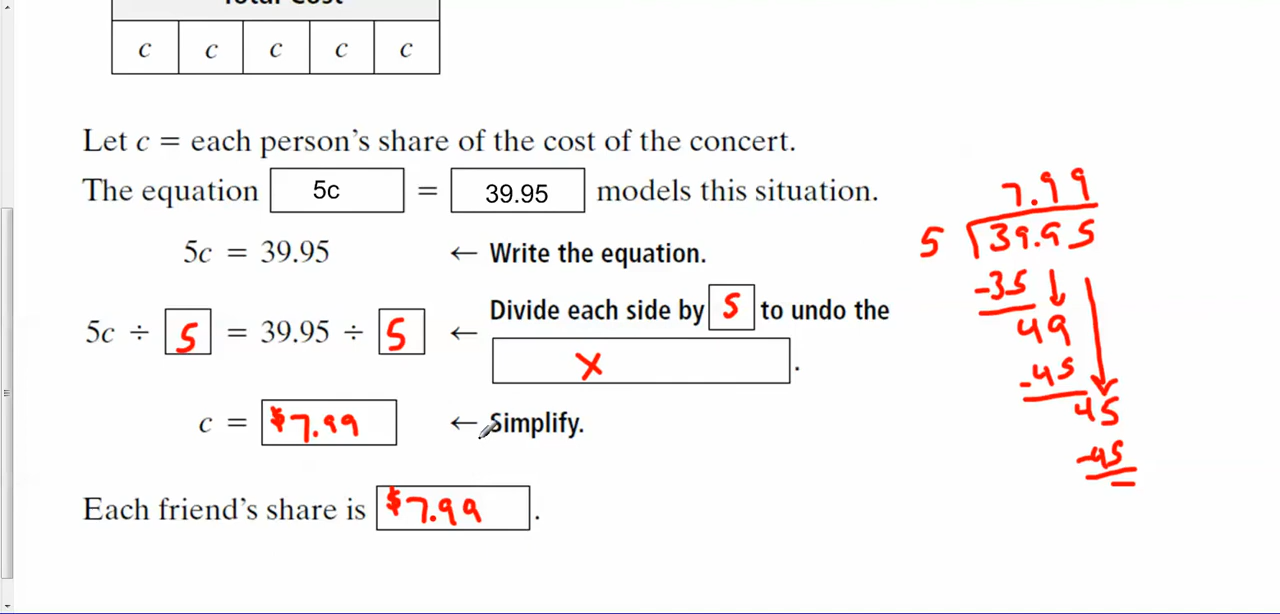 Total Cost
c c c c c
Let c = each person's share of the cost of the concert.
The equation 5c = 39.95 models this situation.
5c = 39.95 ← Write the equation.
5c ÷ 5 = 39.95 ÷ 5 ← Divide each side by 5 to undo the
x.
c = $7.99 ← Simplify.
Each friend's share is $7.99.
7.99
5 39.95
-35
49
-45
45
-45